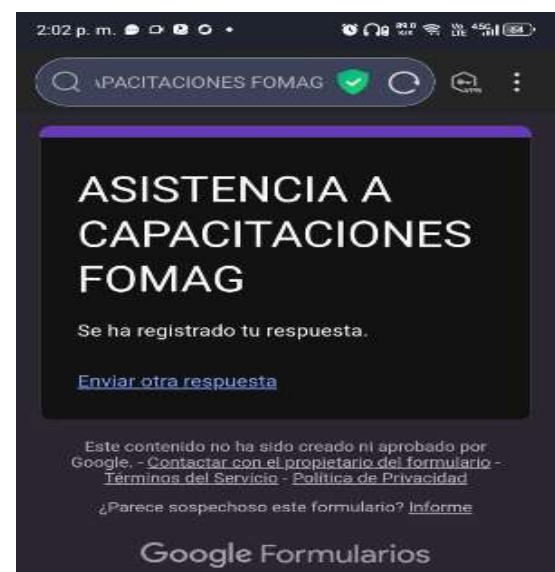 2:02 p. m.
APACITACIONES FOMAG
ASISTENCIA A
CAPACITACIONES
FOMAG
Se ha registrado tu respuesta.
Enviar otra respuesta
Este contenido no ha sido creado ni aprobado por
Google. - Contactar con el propietario del formulario -
Términos del Servicio - Política de Privacidad
¿Parece sospechoso este formulario? Informe
Google Formularios